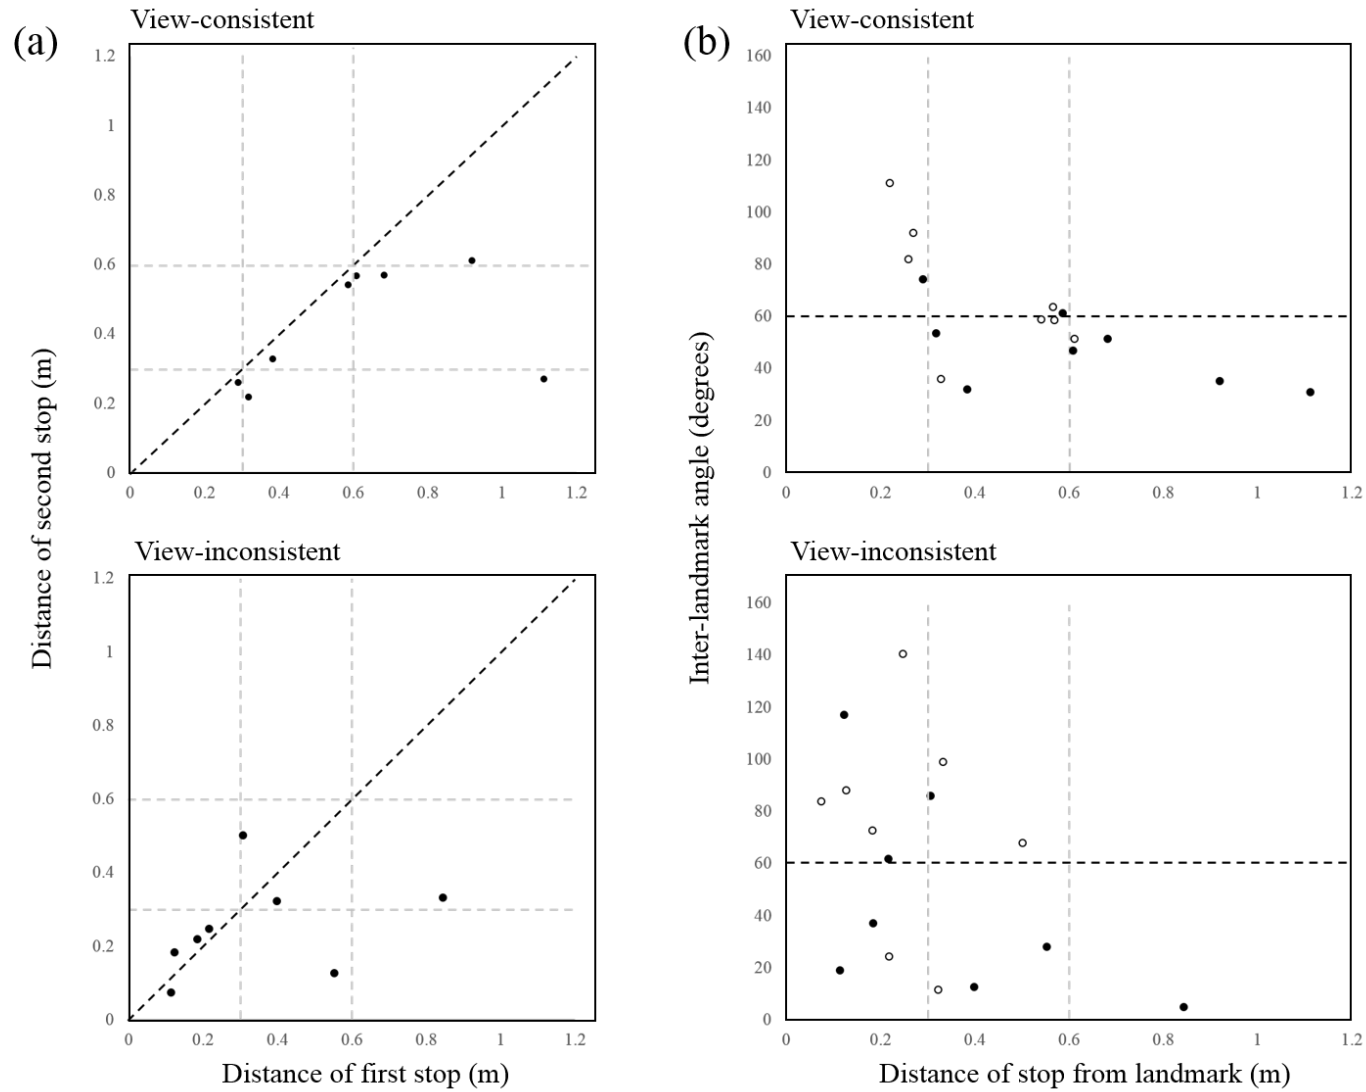 (a)
View-consistent
1.2
1
0.8
0.6
0.4
0.2
0
0 0.2 0.4 0.6 0.8 1 1.2
View-inconsistent
1.2
1
0.8
0.6
0.4
0.2
0
0 0.2 0.4 0.6 0.8 1 1.2
Distance of second stop (m)
Distance of first stop (m)
(b)
View-consistent
160
140
120
100
80
60
40
20
0
0 0.2 0.4 0.6 0.8 1 1.2
View-inconsistent
160
140
120
100
80
60
40
20
0
0 0.2 0.4 0.6 0.8 1 1.2
Inter-landmark angle (degrees)
Distance of stop from landmark (m)